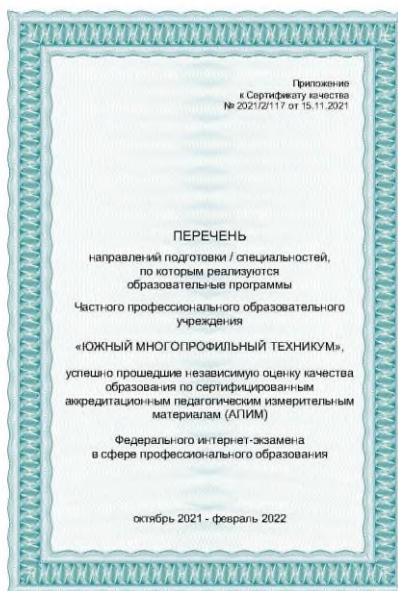 Приложение
к Сертификату качества
№ 2021/2/117 от 15.11.2021
ПЕРЕЧЕНЬ
направлений подготовки / специальностей,
по которым реализуются
образовательные программы
Частного профессионального образовательного
учреждения
«ЮЖНЫЙ МНОГОПРОФИЛЬНЫЙ ТЕХНИКУМ»,
успешно прошедшие независимую оценку качества
образования по сертифицированным
аккредитационным педагогическим измерительным
материалам (АПИМ)
Федерального интернет-экзамена
в сфере профессионального образования
октябрь 2021 - февраль 2022